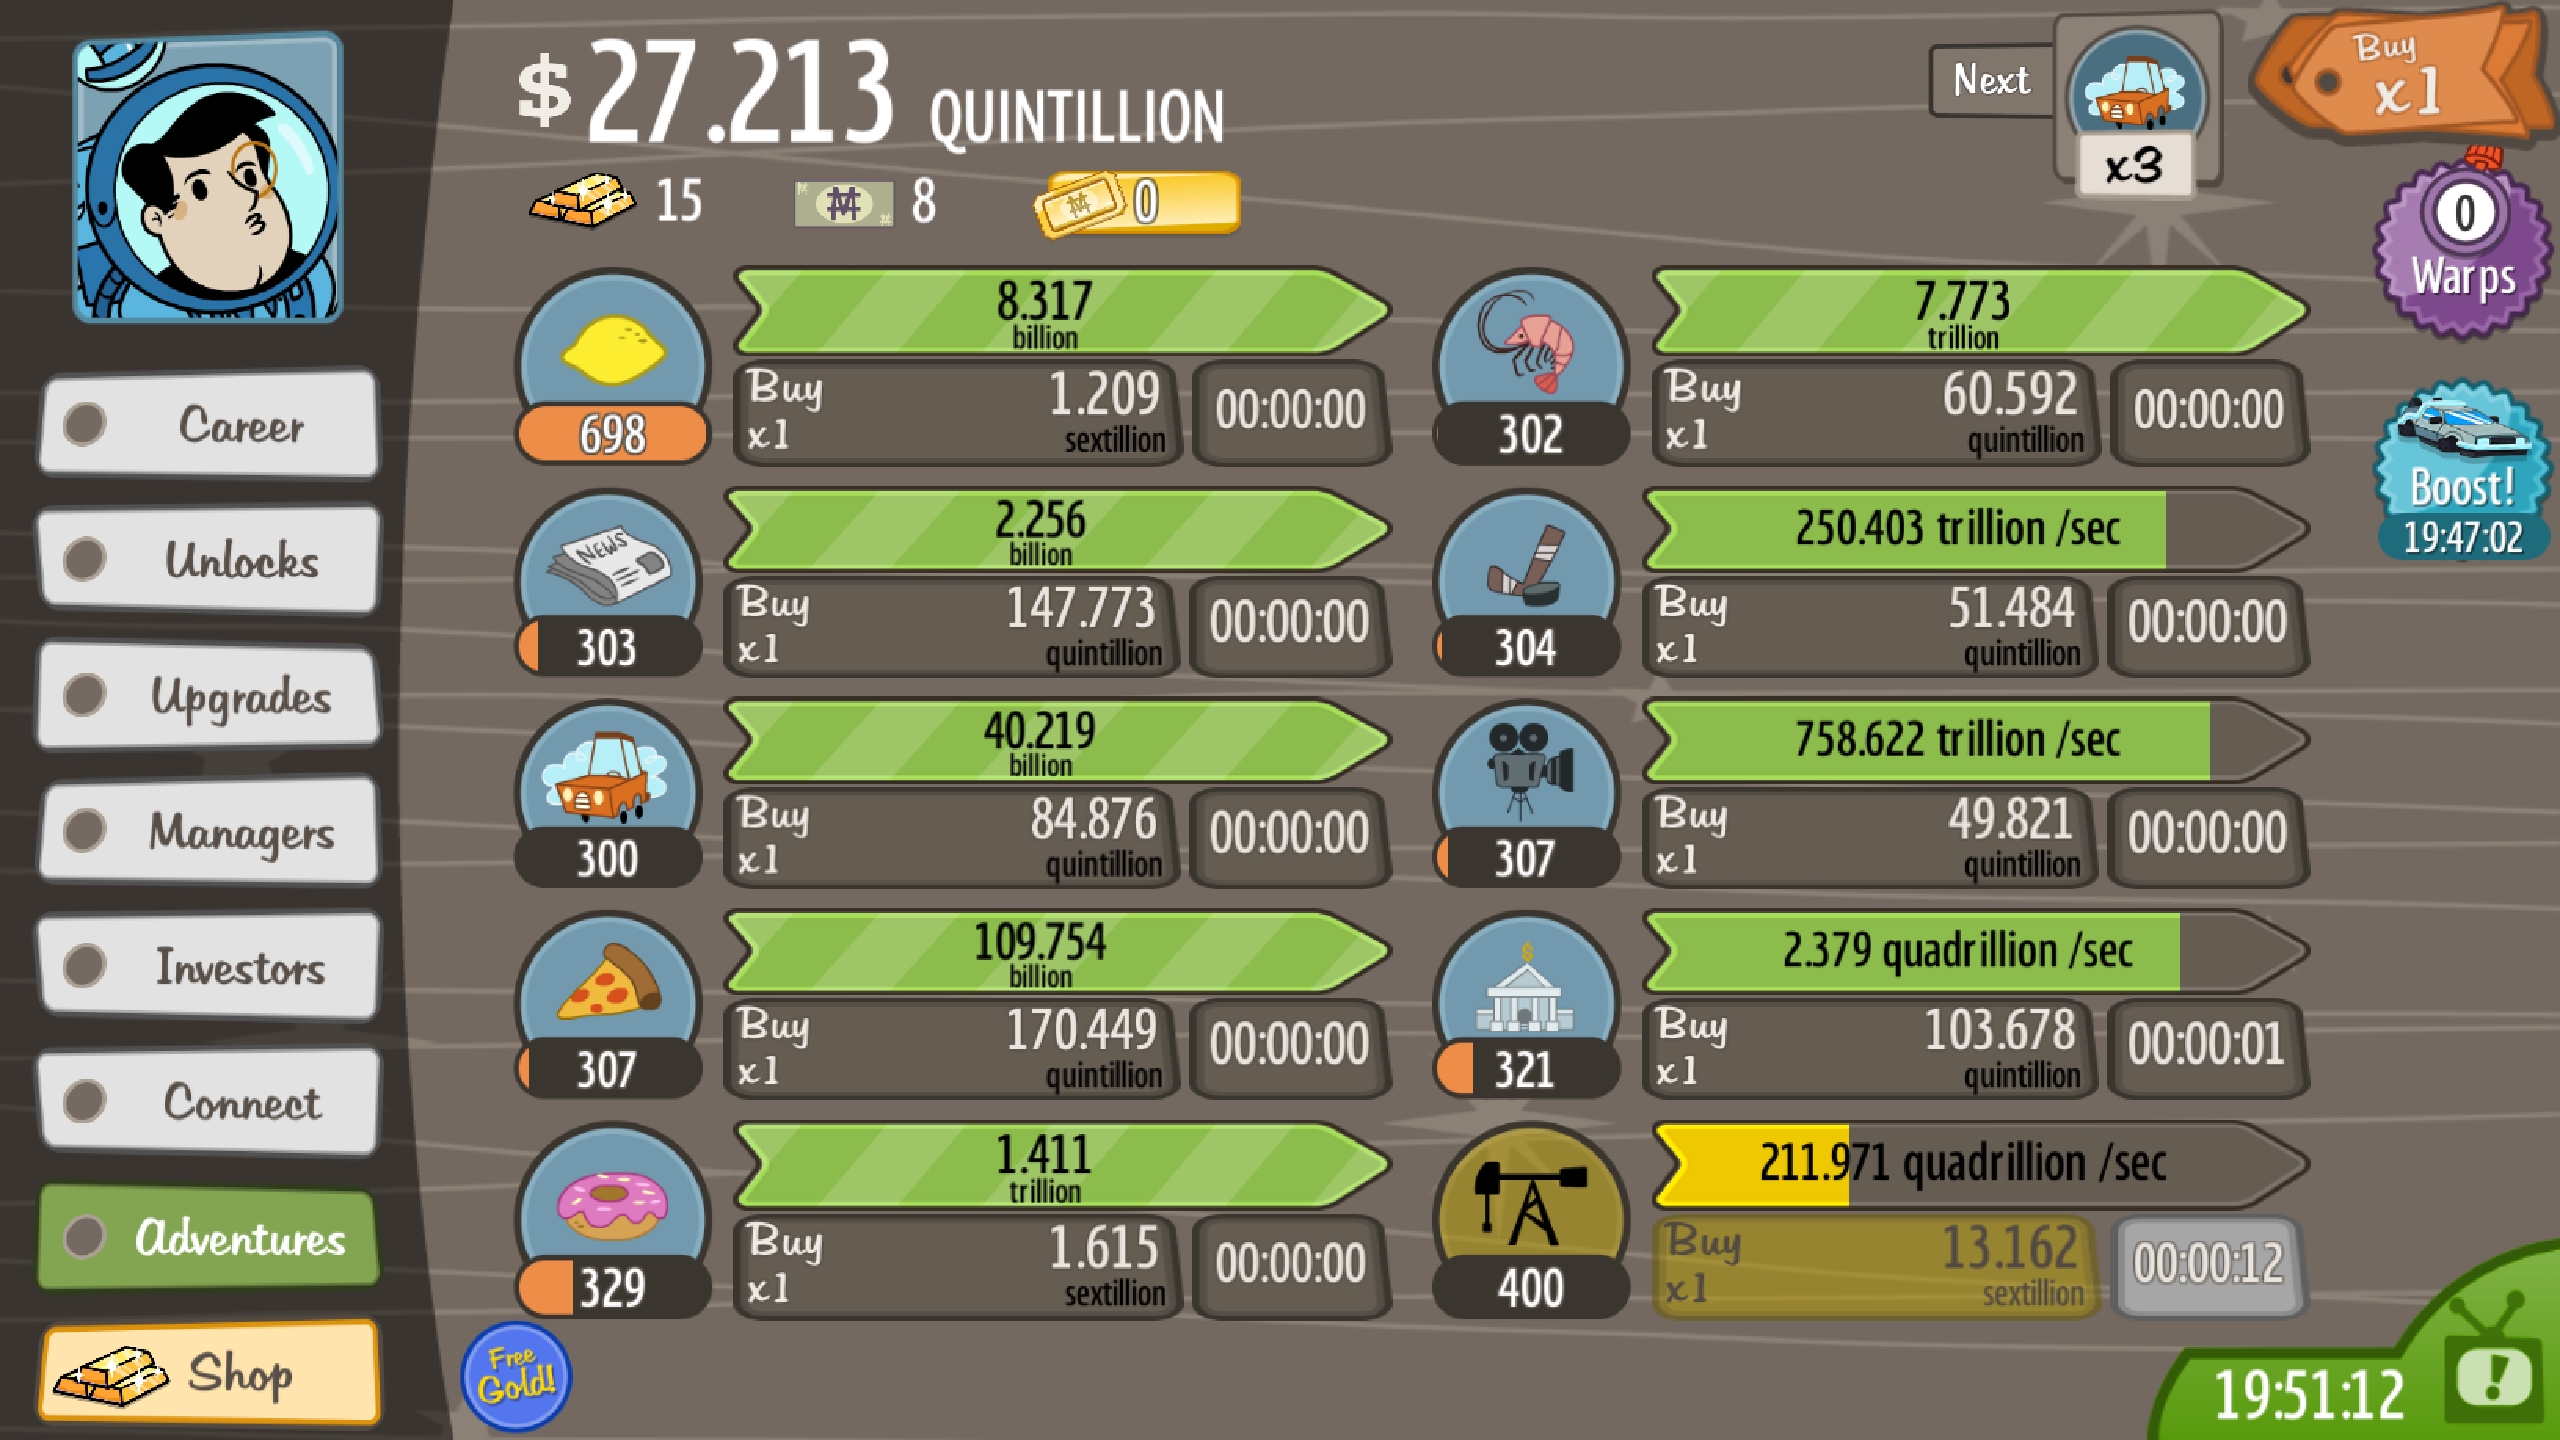 $27.213 QUINTILLION
15 8 0
Next
x3
Buy
x1
0
Warps
Boost!
19:47:02
Career
Unlocks
Upgrades
Managers
Investors
Connect
Adventures
Shop
8.317
billion
698
Buy
x1
1.209
sextillion
00:00:00
NEWS
2.256
billion
303
Buy
x1
147.773
quintillion
00:00:00
40.219
billion
300
Buy
x1
84.876
quintillion
00:00:00
109.754
billion
307
Buy
x1
170.449
quintillion
00:00:00
1.411
trillion
329
Buy
x1
1.615
sextillion
00:00:00
7.773
trillion
302
Buy
x1
60.592
quintillion
00:00:00
250.403 trillion /sec
304
Buy
x1
51.484
quintillion
00:00:00
758.622 trillion /sec
307
Buy
x1
49.821
quintillion
00:00:00
2.379 quadrillion /sec
321
Buy
x1
103.678
quintillion
00:00:01
211.971 quadrillion /sec
400
Buy
x1
13.162
sextillion
00:00:12
Free
Gold!
19:51:12
!